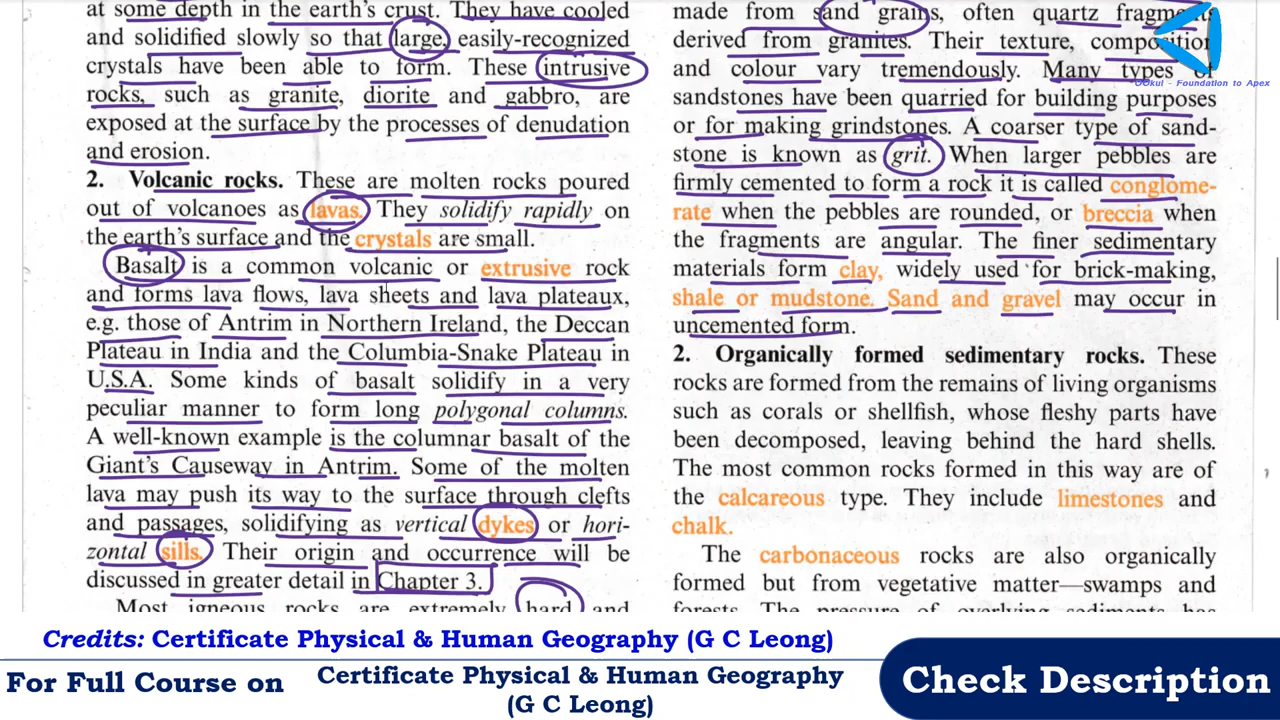 at some depth in the earth's crust. They have cooled
and solidified slowly so that large, easily-recognized
crystals have been able to form. These intrusive
rocks, such as granite, diorite and gabbro, are
exposed at the surface by the processes of denudation
and erosion.
2. Volcanic rocks. These are molten rocks poured
out of volcanoes as lavas. They solidify rapidly on
the earth's surface and the crystals are small.
Basalt is a common volcanic or extrusive rock
and forms lava flows, lava sheets and lava plateaux,
e.g. those of Antrim in Northern Ireland, the Deccan
Plateau in India and the Columbia-Snake Plateau in
U.S.A. Some kinds of basalt solidify in a very
peculiar manner to form long polygonal columns.
A well-known example is the columnar basalt of the
Giant's Causeway in Antrim. Some of the molten
lava may push its way to the surface through clefts
and passages, solidifying as vertical dykes or hori-
zontal sills. Their origin and occurrence will be
discussed in greater detail in Chapter 3.
Most igneous rocks are extremely hard and
made from sand grains, often quartz fragments
derived from granites. Their texture, composition
and colour vary tremendously. Many types of
sandstones have been quarried for building purposes
or for making grindstones. A coarser type of sand-
stone is known as grit. When larger pebbles are
firmly cemented to form a rock it is called conglome-
rate when the pebbles are rounded, or breccia when
the fragments are angular. The finer sedimentary
materials form clay, widely used for brick-making,
shale or mudstone. Sand and gravel may occur in
uncemented form.
2. Organically formed sedimentary rocks. These
rocks are formed from the remains of living organisms
such as corals or shellfish, whose fleshy parts have
been decomposed, leaving behind the hard shells.
The most common rocks formed in this way are of
the calcareous type. They include limestones and
chalk.
The carbonaceous rocks are also organically
formed but from vegetative matter—swamps and
forests. The pressure of overlying sediments has
- Foundation to Apex
Credits: Certificate Physical & Human Geography (G C Leong)
For Full Course on
Certificate Physical & Human Geography
(G C Leong)
Check Description